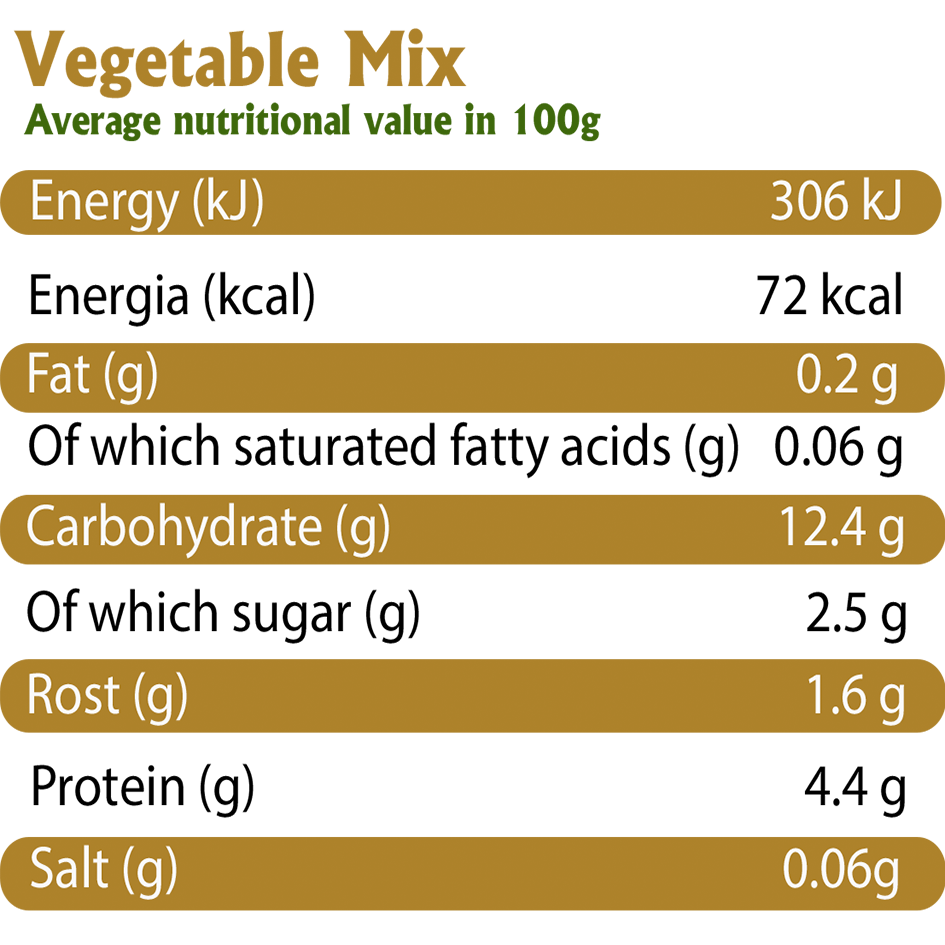 Vegetable Mix
Average nutritional value in 100g
Energy (kJ) 306 kJ
Energia (kcal) 72 kcal
Fat (g) 0.2 g
Of which saturated fatty acids (g) 0.06 g
Carbohydrate (g) 12.4 g
Of which sugar (g) 2.5 g
Rost (g) 1.6 g
Protein (g) 4.4 g
Salt (g) 0.06g